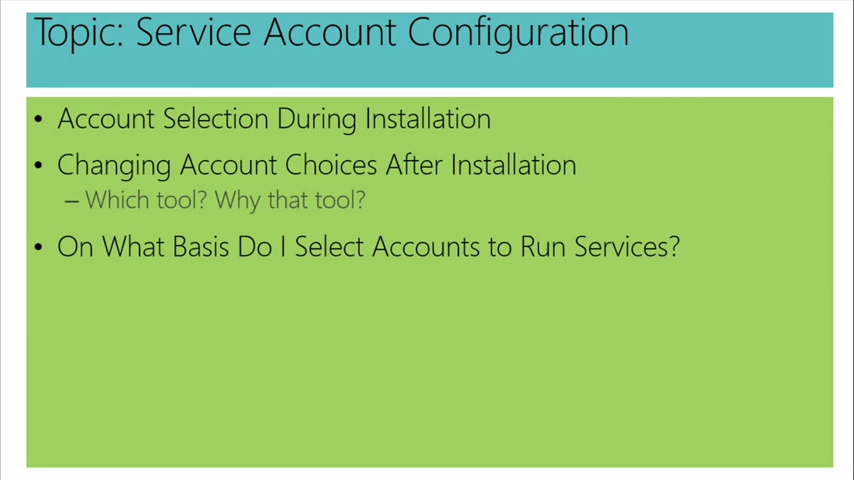 Topic: Service Account Configuration
• Account Selection During Installation
• Changing Account Choices After Installation
– Which tool? Why that tool?
• On What Basis Do I Select Accounts to Run Services?